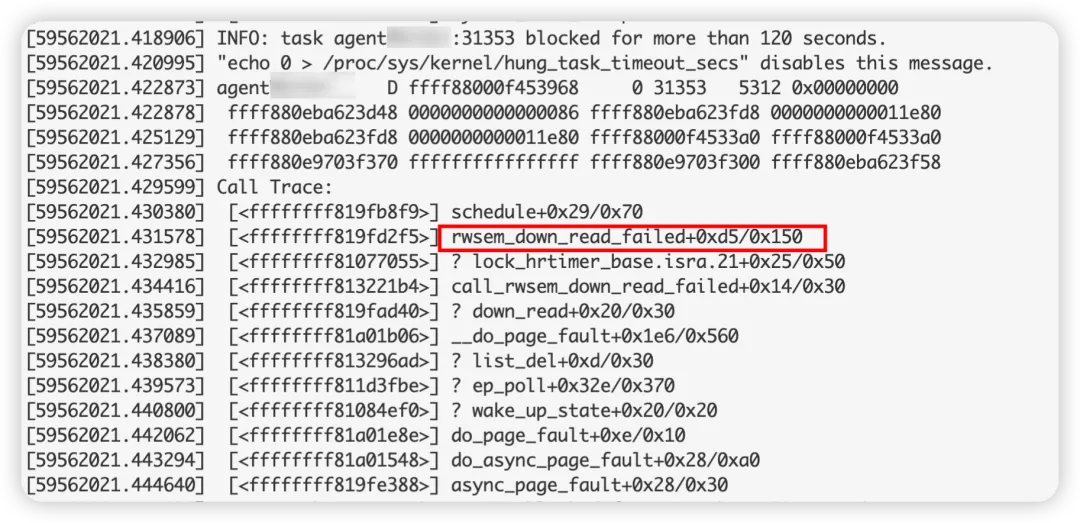 [59562021.418906] INFO: task agent :31353 blocked for more than 120 seconds.
[59562021.420995] "echo 0 > /proc/sys/kernel/hung_task_timeout_secs" disables this message.
[59562021.422873] agent D ffff88000f453968 0 31353 5312 0x00000000
[59562021.422878] ffff880eba623d48 0000000000000086 ffff880eba623fd8 0000000000011e80
[59562021.425129] ffff880eba623fd8 0000000000011e80 ffff88000f4533a0 ffff88000f4533a0
[59562021.427356] ffff880e9703f370 ffffffffffffffff ffff880e9703f300 ffff880eba623f58
[59562021.429599] Call Trace:
[59562021.430380] [<ffffffff819fb8f9>] schedule+0x29/0x70
[59562021.431578] [<ffffffff819fd2f5>] rwsem_down_read_failed+0xd5/0x150
[59562021.432985] [<ffffffff81077055>] ? lock_hrtimer_base.isra.21+0x25/0x50
[59562021.434416] [<ffffffff813221b4>] call_rwsem_down_read_failed+0x14/0x30
[59562021.435859] [<ffffffff819fad40>] ? down_read+0x20/0x30
[59562021.437089] [<ffffffff81a01b06>] __do_page_fault+0x1e6/0x560
[59562021.438380] [<ffffffff813296ad>] ? list_del+0xd/0x30
[59562021.439573] [<ffffffff811d3fbe>] ? ep_poll+0x32e/0x370
[59562021.440800] [<ffffffff81084ef0>] ? wake_up_state+0x20/0x20
[59562021.442062] [<ffffffff81a01e8e>] do_page_fault+0xe/0x10
[59562021.443294] [<ffffffff81a01548>] do_async_page_fault+0x28/0xa0
[59562021.444640] [<ffffffff819fe388>] async_page_fault+0x28/0x30